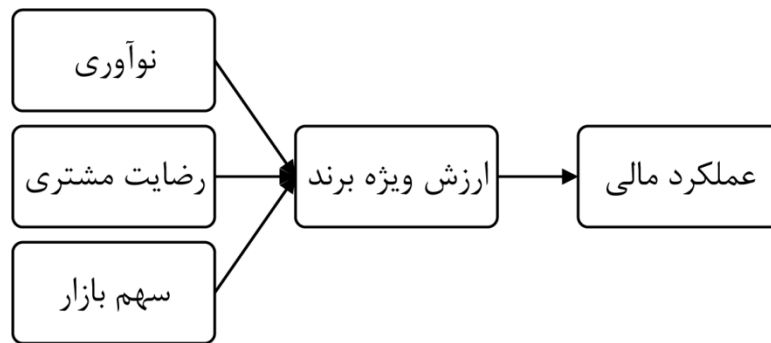 نوآوری
رضایت مشتری
ارزش ویژه برند
عملکرد مالی
سهم بازار